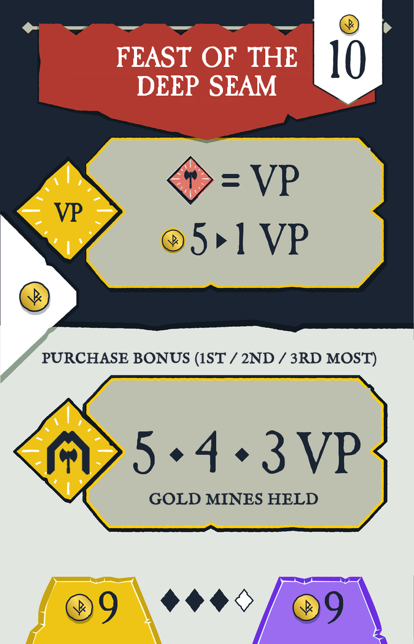 10
FEAST OF THE
DEEP SEAM
VP
= VP
5 ▸ 1 VP
PURCHASE BONUS (1ST / 2ND / 3RD MOST)
5 ◆ 4 ◆ 3 VP
GOLD MINES HELD
9
9